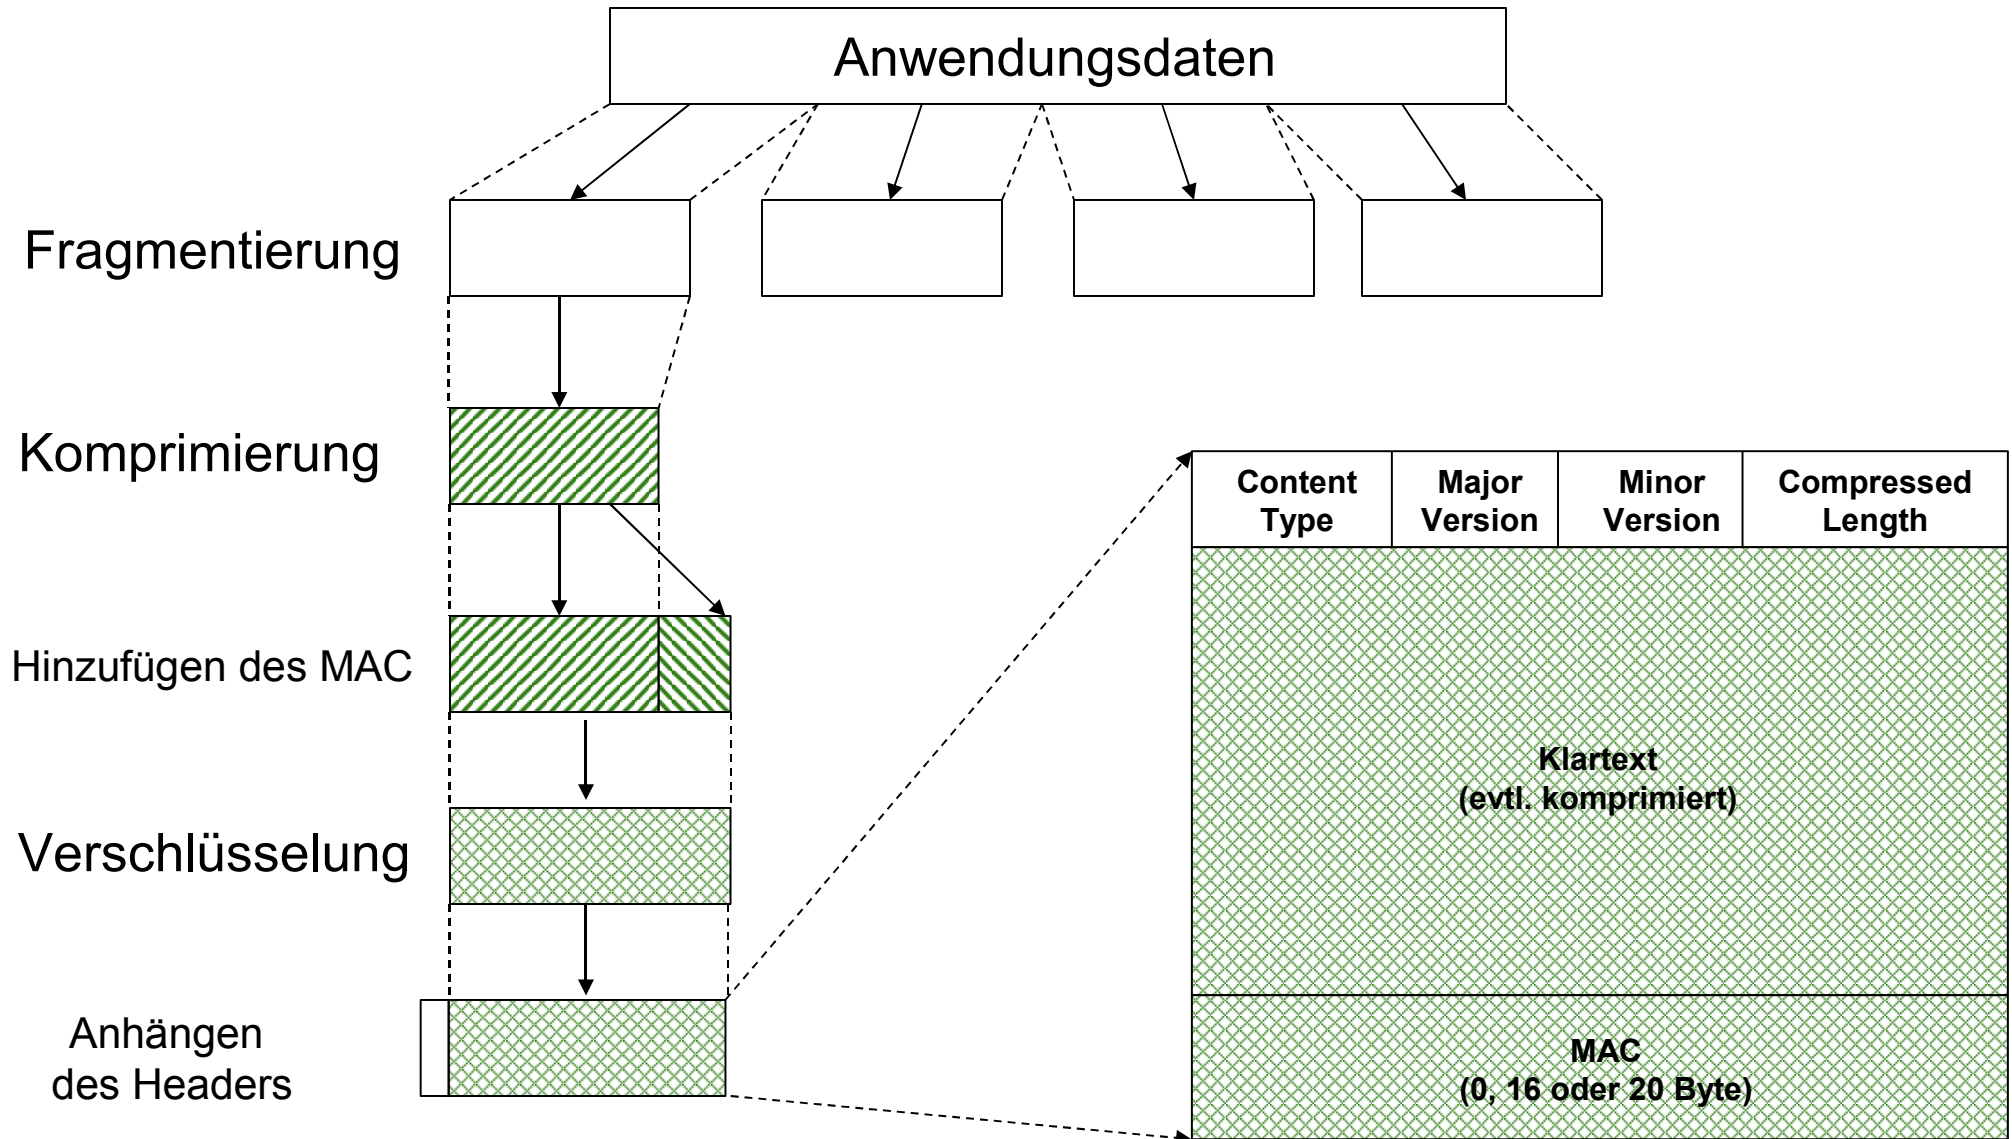 Anwendungsdaten
Fragmentierung
Komprimierung
Content
Type
Major
Version
Minor
Version
Compressed
Length
Hinzufügen des MAC
Klartext
(evtl. komprimiert)
Verschlüsselung
Anhängen
des Headers
MAC
(0, 16 oder 20 Byte)